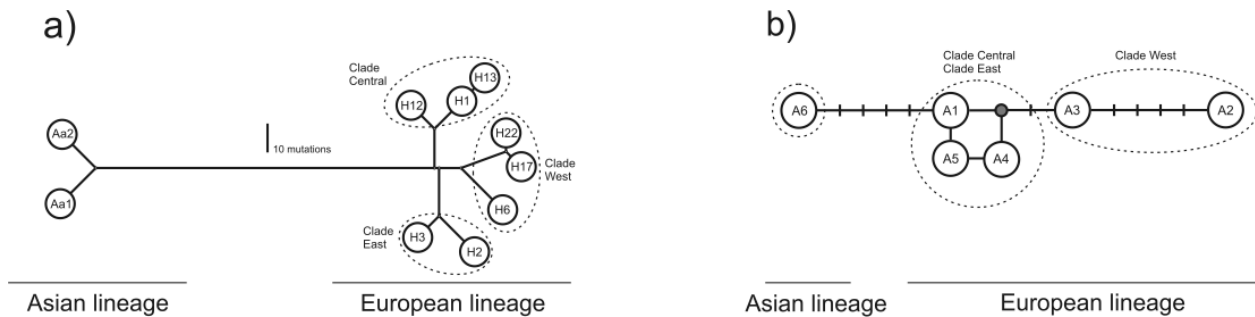 a)
Clade
Central
H13
H12
H1
Aa2
10 mutations
H22
H17
Clade
West
Aa1
H6
Clade
East
H3
H2
Asian lineage
European lineage
b)
Clade Central
Clade East
Clade West
A6
A1
A3
A2
A5
A4
Asian lineage
European lineage